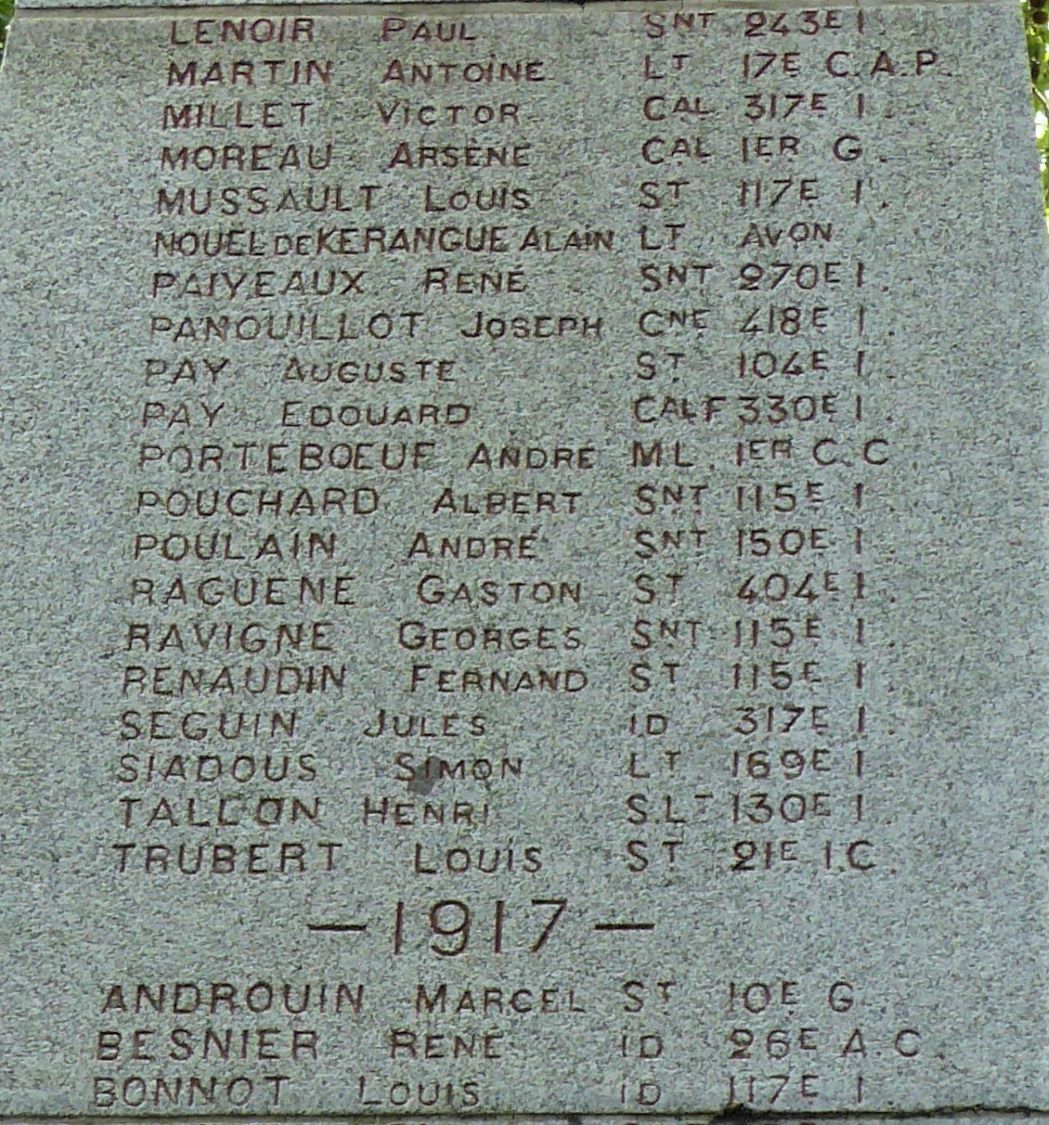 LENOIR PAUL SNT 243E I.
MARTIN ANTOINE LT 17E C.A.P.
MILLET VICTOR CAL 317E I.
MOREAU ARSÈNE CAL 1ER G.
MUSSAULT LOUIS ST 117E I.
NOUEL DE KERANGUE ALAIN LT AVON
PAIVEAUX RENÉ SNT 270E I.
PANOUILLOT JOSEPH CNE 418E I.
PAY AUGUSTE ST 104E I.
PAY EDOUARD CALF 330E I.
PORTEBOEUF ANDRE ML. 1ER C.C
POUCHARD ALBERT SNT 115E I.
POULAIN ANDRÉ SNT 150E I.
RAGUENE GASTON ST 404E I.
RAVIGNE GEORGES SNT 115E I.
RENAUDIN FERNAND ST 115E I.
SEGUIN JULES ID 317E I.
SIADOUS SIMON LT 169E I.
TALCON HENRI S.LT 130E I.
TRUBERT LOUIS ST 21E I.C.
— 1917 —
ANDROUIN MARCEL ST 10E G.
BESNIER RENÉ ID 26E A.C.
BONNOT LOUIS ID 117E I.